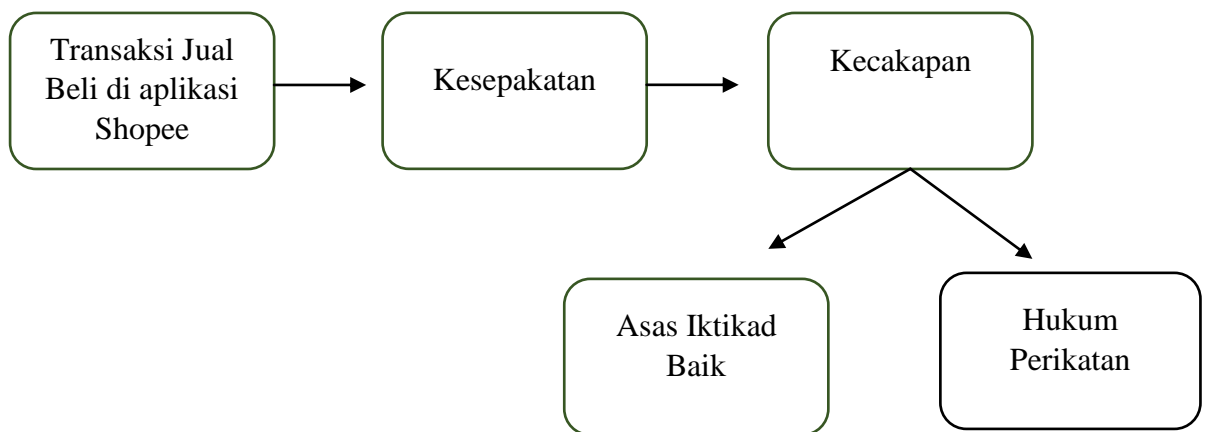 Transaksi Jual
Beli di aplikasi
Shopee
Kesepakatan
Kecakapan
Asas Iktikad
Baik
Hukum
Perikatan